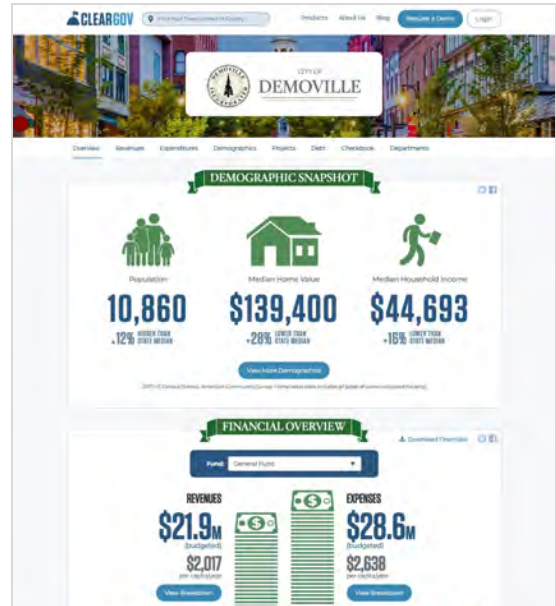 CLEARGOV
Products About Us Blog Request a Demo Login
DEMOVILLE
INCORPORATED
CITY OF
DEMOVILLE
Overview Revenues Expenditures Demographics Projects Debt Checkbook Departments
DEMOGRAPHIC SNAPSHOT
Population Median Home Value Median Household Income
10,860 $139,400 $44,693
12% HIGHER THAN STATE MEDIAN 28% LOWER THAN STATE MEDIAN 16% LOWER THAN STATE MEDIAN
View More Demographics
FINANCIAL OVERVIEW
Download Financials
Fund: General Fund
REVENUES EXPENSES
$21.9M $28.6M
(budgeted) (budgeted)
$2,017 $2,638
per capita/year per capita/year
View Breakdown View Breakdown